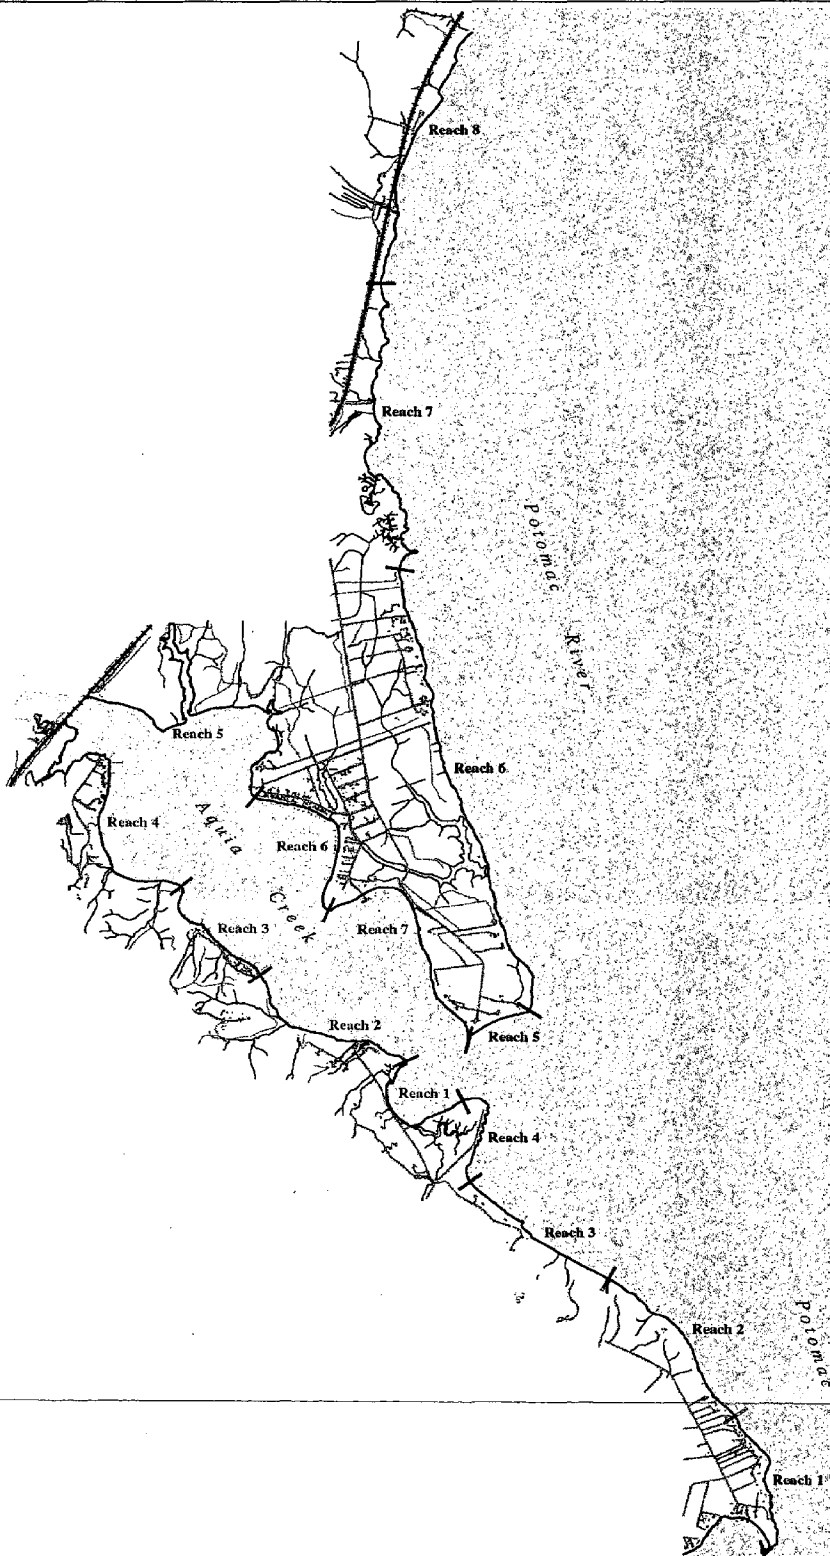 Reach 8
Reach 7
Potomac
River
Reach 5
Reach 6
Reach 4
Aquia
Reach 6
Creek
Reach 3
Reach 7
Reach 2
Reach 5
Reach 1
Reach 4
Reach 3
Reach 2
Potomac
Reach 1